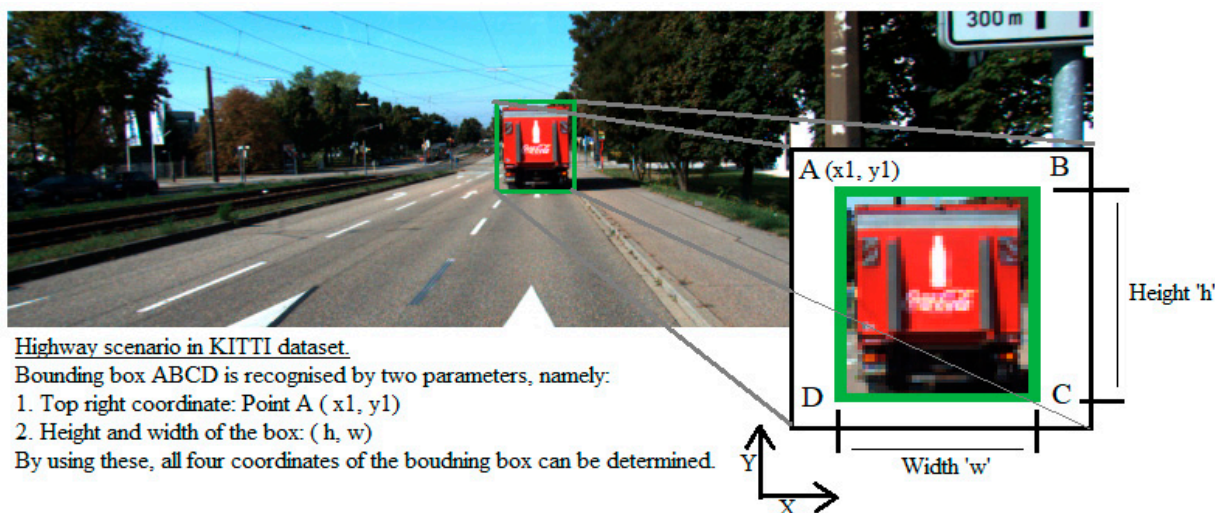 300 m
Coca-Cola
A (x1, y1)
B
Height 'h'
D
C
Width 'w'
Y
X
Highway scenario in KITTI dataset.
Bounding box ABCD is recognised by two parameters, namely:
1. Top right coordinate: Point A ( x1, y1)
2. Height and width of the box: ( h, w)
By using these, all four coordinates of the boudning box can be determined.